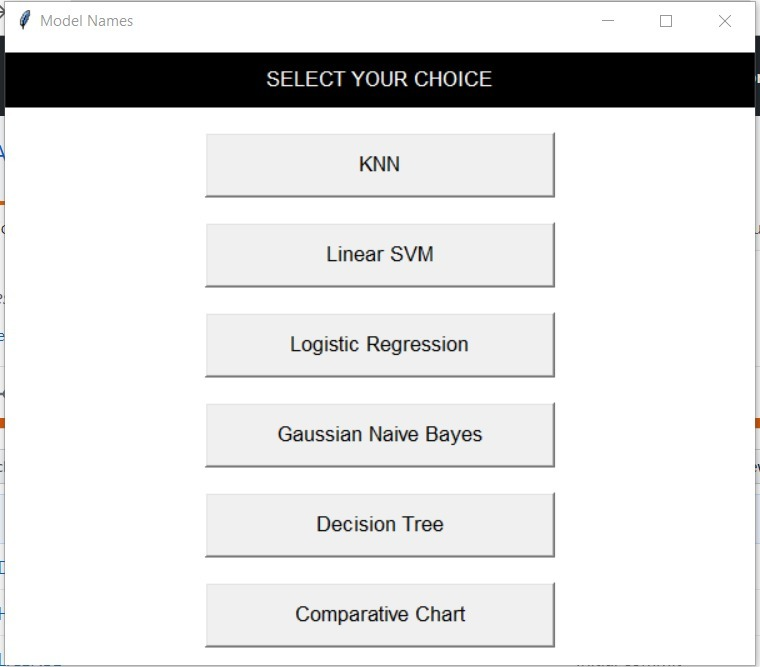 Model Names
SELECT YOUR CHOICE
KNN
Linear SVM
Logistic Regression
Gaussian Naive Bayes
Decision Tree
Comparative Chart